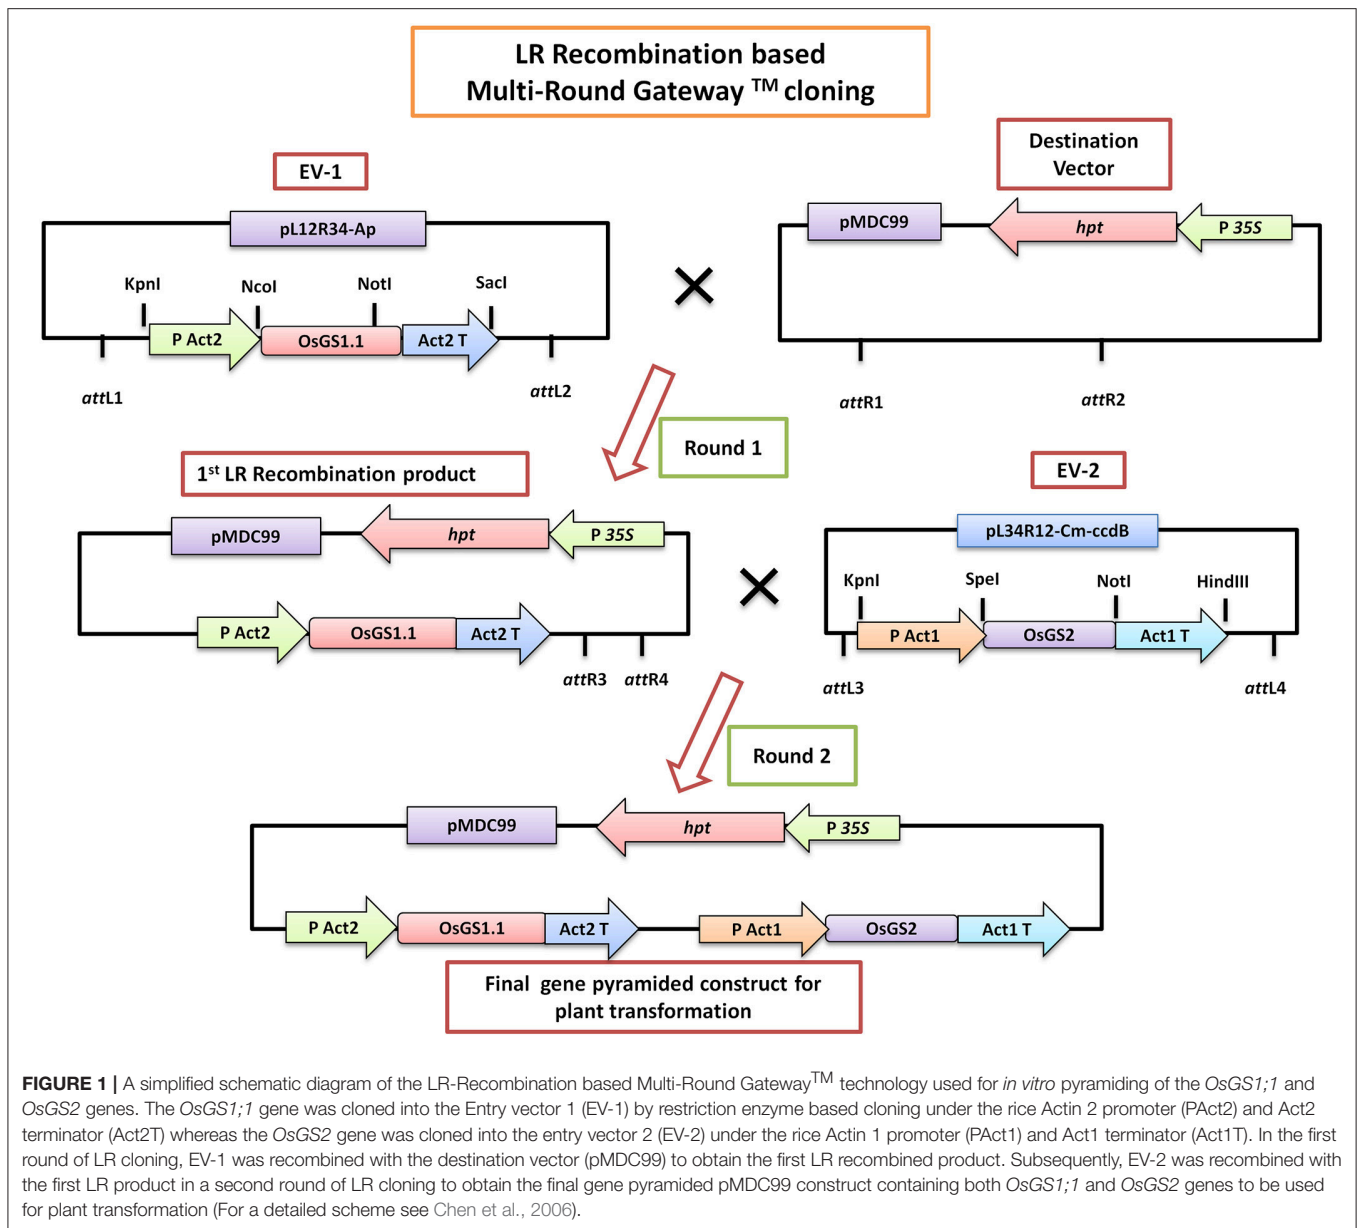 LR Recombination based
Multi-Round Gateway TM cloning
EV-1
Destination
Vector
pL12R34-Ap
pMDC99
hpt
P 35S
KpnI
NcoI
NotI
SacI
P Act2
OsGS1.1
Act2 T
attL1
attL2
attR1
attR2
Round 1
1st LR Recombination product
EV-2
pMDC99
hpt
P 35S
pL34R12-Cm-ccdB
KpnI
SpeI
NotI
HindIII
P Act2
OsGS1.1
Act2 T
P Act1
OsGS2
Act1 T
attR3
attR4
attL3
attL4
Round 2
pMDC99
hpt
P 35S
P Act2
OsGS1.1
Act2 T
P Act1
OsGS2
Act1 T
Final gene pyramided construct for
plant transformation
FIGURE 1 | A simplified schematic diagram of the LR-Recombination based Multi-Round Gateway™ technology used for in vitro pyramiding of the OsGS1;1 and
OsGS2 genes. The OsGS1;1 gene was cloned into the Entry vector 1 (EV-1) by restriction enzyme based cloning under the rice Actin 2 promoter (PAct2) and Act2
terminator (Act2T) whereas the OsGS2 gene was cloned into the entry vector 2 (EV-2) under the rice Actin 1 promoter (PAct1) and Act1 terminator (Act1T). In the first
round of LR cloning, EV-1 was recombined with the destination vector (pMDC99) to obtain the first LR recombined product. Subsequently, EV-2 was recombined with
the first LR product in a second round of LR cloning to obtain the final gene pyramided pMDC99 construct containing both OsGS1;1 and OsGS2 genes to be used
for plant transformation (For a detailed scheme see Chen et al., 2006).